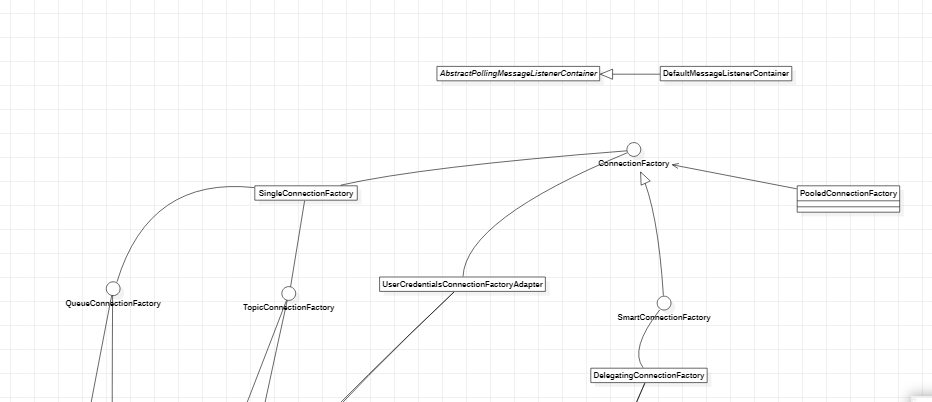 AbstractPollingMessageListenerContainer
DefaultMessageListenerContainer
ConnectionFactory
SingleConnectionFactory
PooledConnectionFactory
UserCredentialsConnectionFactoryAdapter
QueueConnectionFactory
TopicConnectionFactory
SmartConnectionFactory
DelegatingConnectionFactory